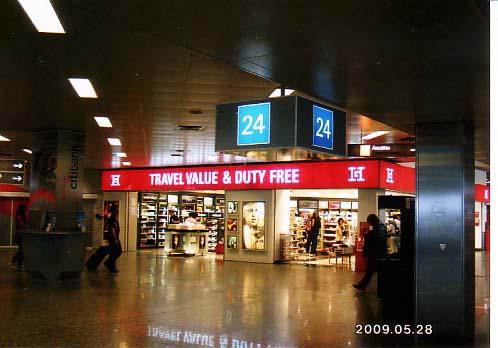 24
24
citibank
H TRAVEL VALUE & DUTY FREE H
H
2009.05.28